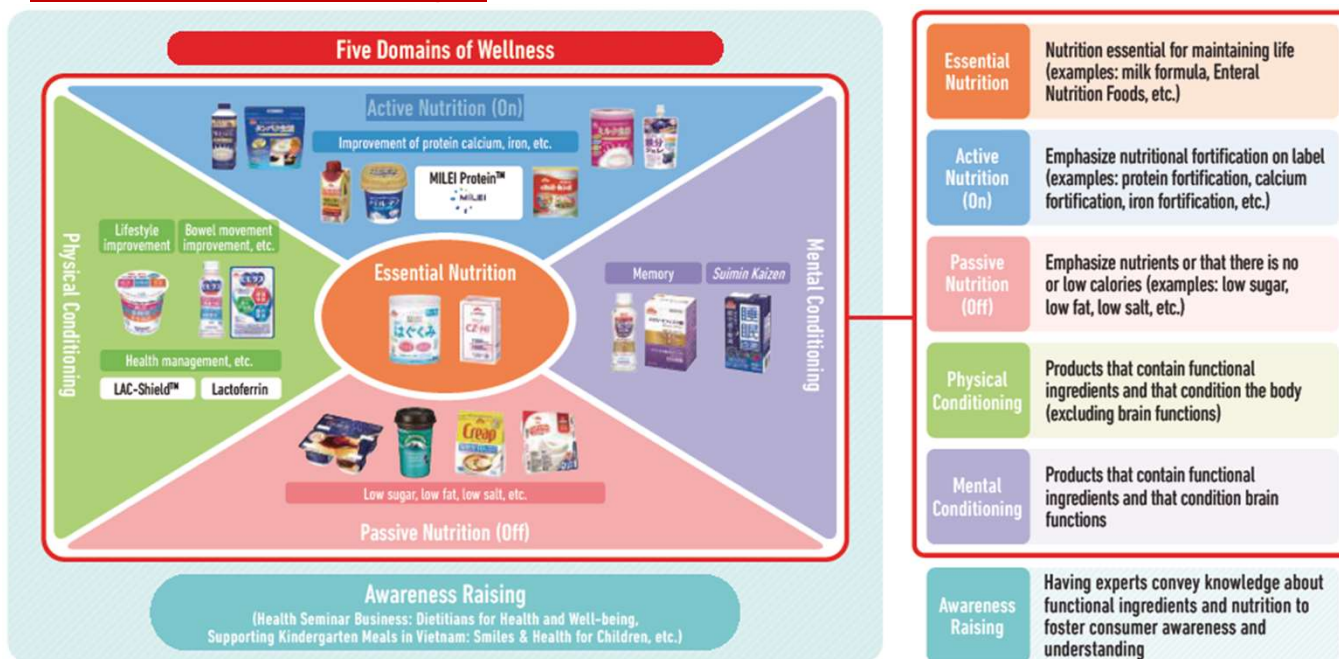 Five Domains of Wellness
Active Nutrition (On)
Improvement of protein calcium, iron, etc.
MILEI Protein™
MILEI
Physical Conditioning
Lifestyle
improvement
Bowel movement
improvement, etc.
Health management, etc.
LAC-Shield™
Lactoferrin
Essential Nutrition
はぐくみ
CZ-Hi
Mental Conditioning
Memory
Suimin Kaizen
睡眠
Creap
Low sugar, low fat, low salt, etc.
Passive Nutrition (Off)
Awareness Raising
(Health Seminar Business: Dietitians for Health and Well-being,
Supporting Kindergarten Meals in Vietnam: Smiles & Health for Children, etc.)
Essential
Nutrition
Nutrition essential for maintaining life
(examples: milk formula, Enteral
Nutrition Foods, etc.)
Active
Nutrition
(On)
Emphasize nutritional fortification on label
(examples: protein fortification, calcium
fortification, iron fortification, etc.)
Passive
Nutrition
(Off)
Emphasize nutrients or that there is no
or low calories (examples: low sugar,
low fat, low salt, etc.)
Physical
Conditioning
Products that contain functional
ingredients and that condition the body
(excluding brain functions)
Mental
Conditioning
Products that contain functional
ingredients and that condition brain
functions
Awareness
Raising
Having experts convey knowledge about
functional ingredients and nutrition to
foster consumer awareness and
understanding